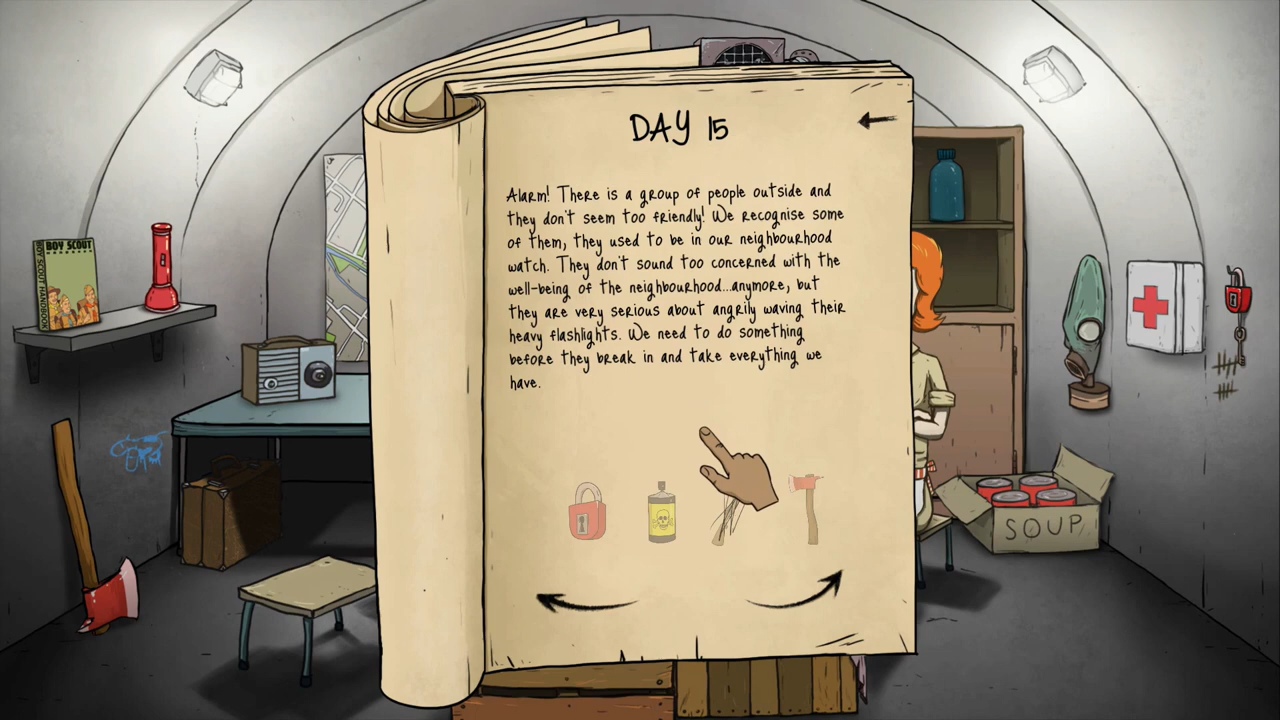 DAY 15
Alarm! There is a group of people outside and
they don't seem too friendly! We recognise some
of them, they used to be in our neighbourhood
watch. They don't sound too concerned with the
well-being of the neighbourhood...anymore, but
they are very serious about angrily waving their
heavy flashlights. We need to do something
before they break in and take everything we
have.
BOY SCOUT
BOY SCOUT HANDBOOK
SOUP